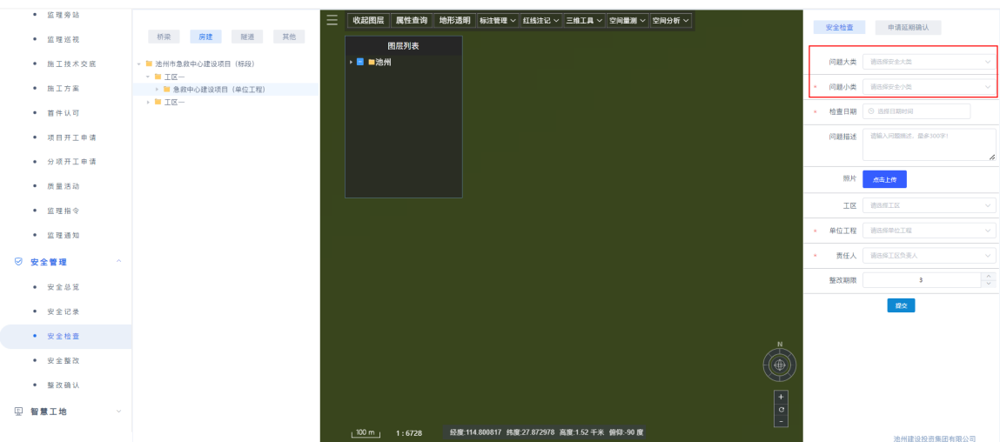 监理旁站
监理巡视
施工技术交底
施工方案
首件认可
项目开工申请
分项开工申请
质量活动
监理指令
监理通知
安全管理
安全总览
安全记录
安全检查
安全整改
整改确认
智慧工地
桥梁 房建 隧道 其他
池州市急救中心建设项目（标段）
工区一
急救中心建设项目（单位工程）
工区一
收起图层 属性查询 地形透明 标注管理 红线注记 三维工具 空间量测 空间分析
图层列表
池州
N
+
-
100 m 1 : 6728 经度:114.800817 纬度:27.872978 高度:1.52 千米 俯仰:-90 度
安全检查 申请延期确认
问题大类 请选择安全大类
* 问题小类 请选择安全小类
* 检查日期 选择日期时间
问题描述 请输入问题描述，最多300字!
照片 点击上传
工区 请选择工区
* 单位工程 请选择单位工程
* 责任人 请选择工区负责人
整改期限 3
提交
池州建设投资集团有限公司